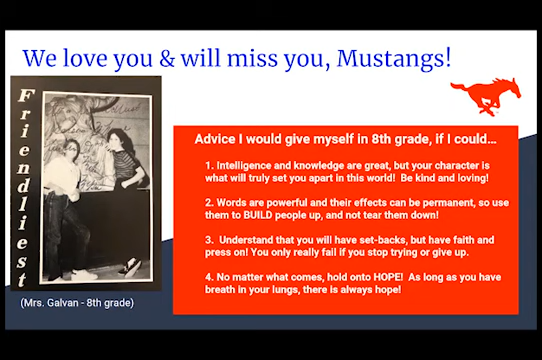 We love you & will miss you, Mustangs!
Friendliest
Advice I would give myself in 8th grade, if I could...
1. Intelligence and knowledge are great, but your character is
what will truly set you apart in this world! Be kind and loving!
2. Words are powerful and their effects can be permanent, so use
them to BUILD people up, and not tear them down!
3. Understand that you will have set-backs, but have faith and
press on! You only really fail if you stop trying or give up.
4. No matter what comes, hold onto HOPE! As long as you have
breath in your lungs, there is always hope!
(Mrs. Galvan - 8th grade)